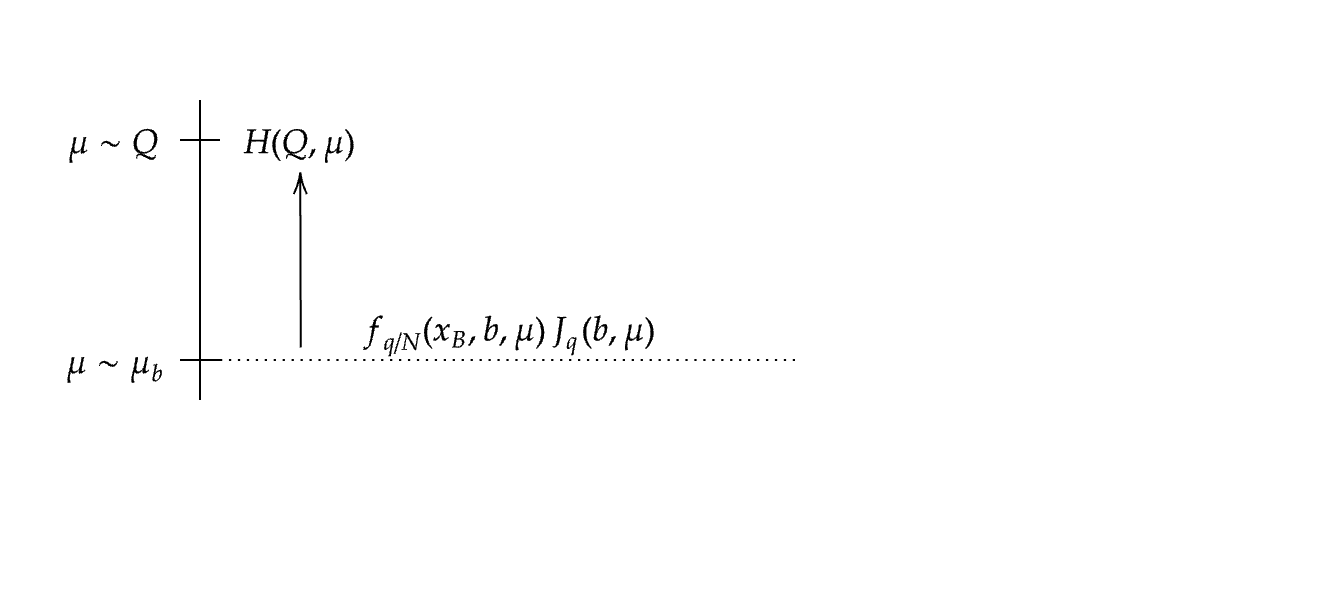 μ ~ Q H(Q, μ)
f_{q/N}(x_B, b, μ) J_q(b, μ)
μ ~ μ_b